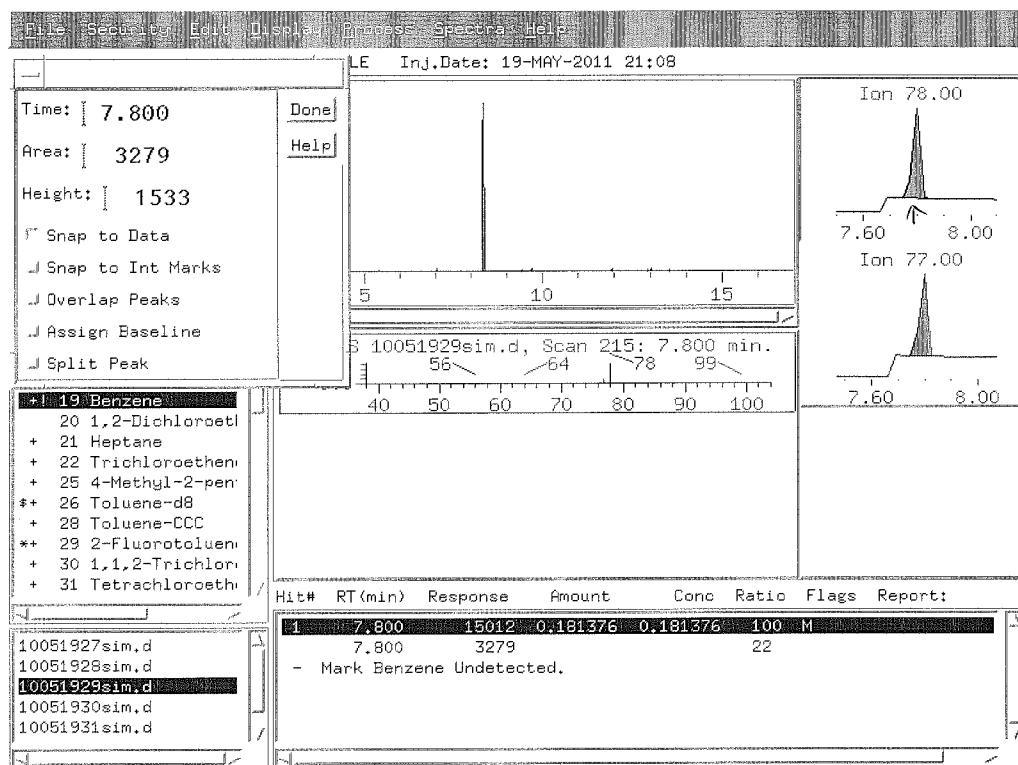 File Security Edit Display Process Spectra Help
LE Inj.Date: 19-MAY-2011 21:08
Time: 7.800
Done
Area: 3279
Help
Height: 1533
Snap to Data
Snap to Int Marks
Overlap Peaks
Assign Baseline
Split Peak
5 10 15
Ion 78.00
7.60 8.00
Ion 77.00
7.60 8.00
S 10051929sim.d, Scan 215: 7.800 min.
56 64 78 99
40 50 60 70 80 90 100
+! 19 Benzene
20 1,2-Dichloroetl
+ 21 Heptane
+ 22 Trichloroethen
+ 25 4-Methyl-2-pen
$+ 26 Toluene-d8
+ 28 Toluene-CCC
*+ 29 2-Fluorotoluen
+ 30 1,1,2-Trichlor
+ 31 Tetrachloroeth
10051927sim.d
10051928sim.d
10051929sim.d
10051930sim.d
10051931sim.d
Hit# RT(min) Response Amount Conc Ratio Flags Report:
1 7.800 15012 0.181376 0.181376 100 M
7.800 3279 22
- Mark Benzene Undetected.